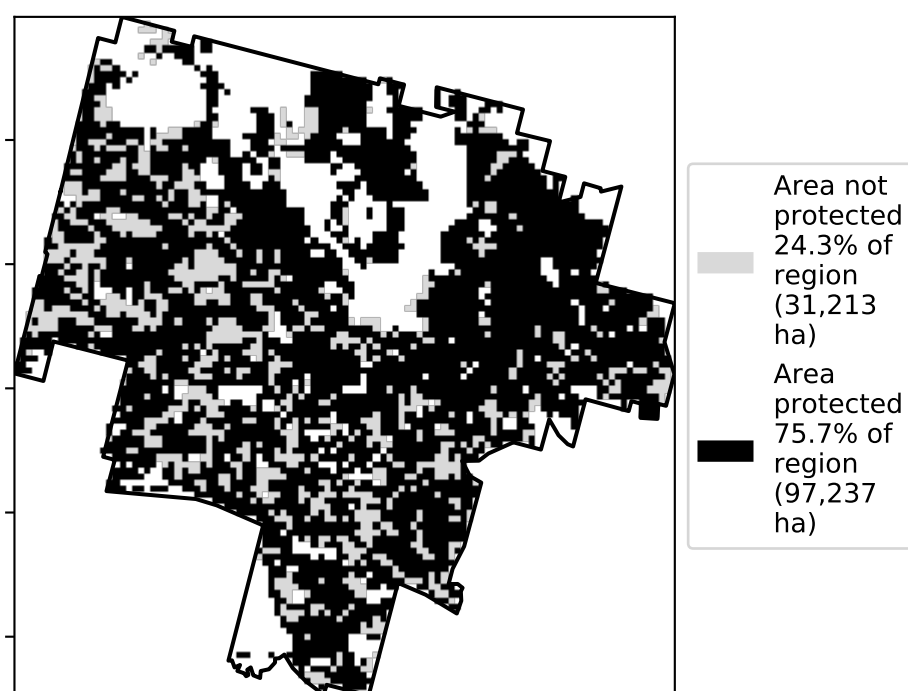 Area not
protected
24.3% of
region
(31,213
ha)
Area
protected
75.7% of
region
(97,237
ha)